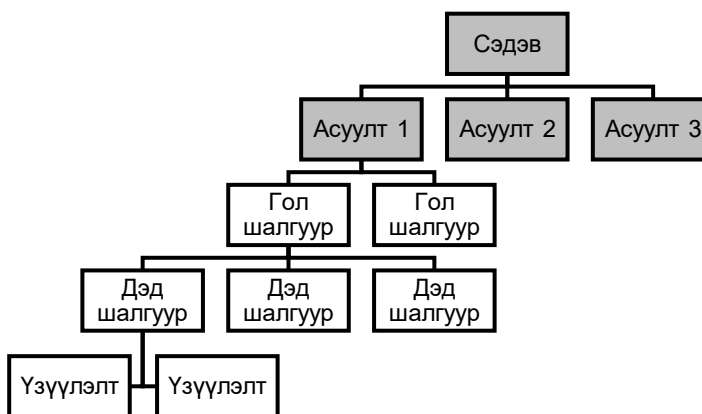 Сэдэв
Асуулт 1
Асуулт 2
Асуулт 3
Гол
шалгуур
Гол
шалгуур
Дэд
шалгуур
Дэд
шалгуур
Дэд
шалгуур
Үзүүлэлт
Үзүүлэлт